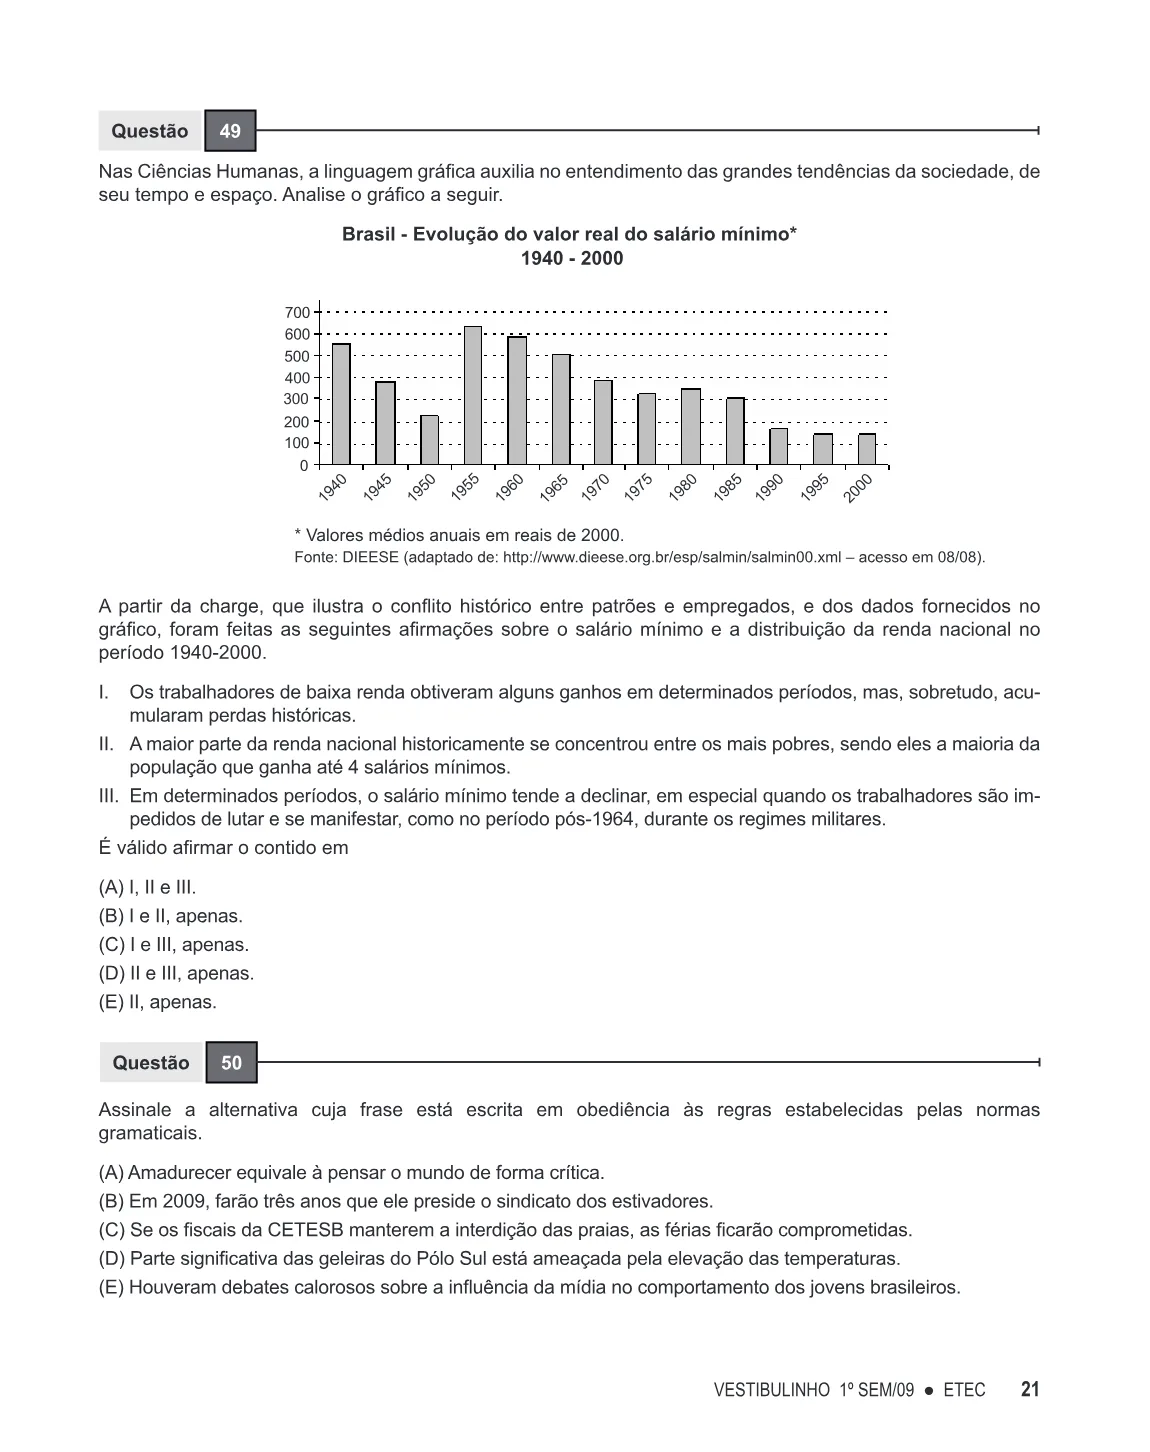 Questão 49
Nas Ciências Humanas, a linguagem gráfica auxilia no entendimento das grandes tendências da sociedade, de
seu tempo e espaço. Analise o gráfico a seguir.
Brasil - Evolução do valor real do salário mínimo*
1940 - 2000
700
600
500
400
300
200
100
0
1940 1945 1950 1955 1960 1965 1970 1975 1980 1985 1990 1995 2000
* Valores médios anuais em reais de 2000.
Fonte: DIEESE (adaptado de: http://www.dieese.org.br/esp/salmin/salmin00.xml – acesso em 08/08).
A partir da charge, que ilustra o conflito histórico entre patrões e empregados, e dos dados fornecidos no
gráfico, foram feitas as seguintes afirmações sobre o salário mínimo e a distribuição da renda nacional no
período 1940-2000.
I. Os trabalhadores de baixa renda obtiveram alguns ganhos em determinados períodos, mas, sobretudo, acu-
mularam perdas históricas.
II. A maior parte da renda nacional historicamente se concentrou entre os mais pobres, sendo eles a maioria da
população que ganha até 4 salários mínimos.
III. Em determinados períodos, o salário mínimo tende a declinar, em especial quando os trabalhadores são im-
pedidos de lutar e se manifestar, como no período pós-1964, durante os regimes militares.
É válido afirmar o contido em
(A) I, II e III.
(B) I e II, apenas.
(C) I e III, apenas.
(D) II e III, apenas.
(E) II, apenas.
Questão 50
Assinale a alternativa cuja frase está escrita em obediência às regras estabelecidas pelas normas
gramaticais.
(A) Amadurecer equivale à pensar o mundo de forma crítica.
(B) Em 2009, farão três anos que ele preside o sindicato dos estivadores.
(C) Se os fiscais da CETESB manterem a interdição das praias, as férias ficarão comprometidas.
(D) Parte significativa das geleiras do Pólo Sul está ameaçada pela elevação das temperaturas.
(E) Houveram debates calorosos sobre a influência da mídia no comportamento dos jovens brasileiros.
VESTIBULINHO 1º SEM/09 ● ETEC 21